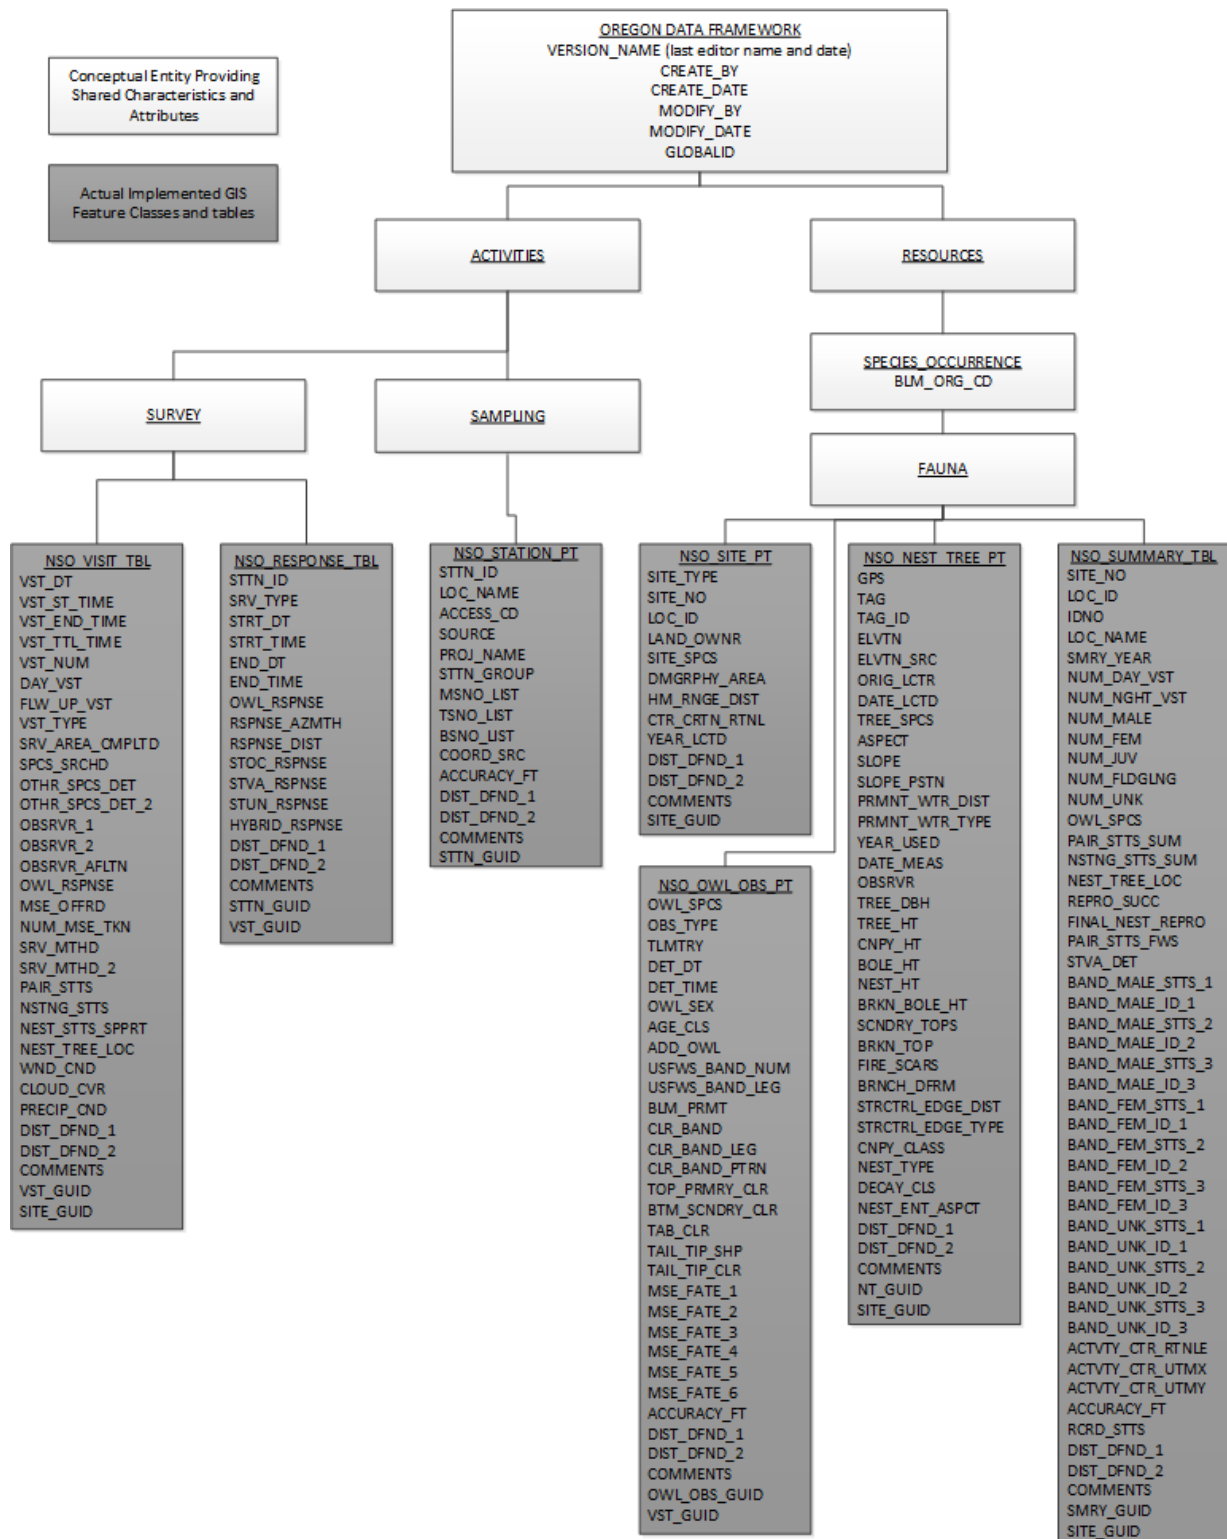 OREGON DATA FRAMEWORK
VERSION_NAME (last editor name and date)
CREATE_BY
CREATE_DATE
MODIFY_BY
MODIFY_DATE
GLOBALID
Conceptual Entity Providing
Shared Characteristics and
Attributes
Actual Implemented GIS
Feature Classes and tables
ACTIVITIES
RESOURCES
SPECIES_OCCURRENCE
BLM_ORG_CD
SURVEY
SAMPLING
FAUNA
NSO_VISIT_TBL
VST_DT
VST_ST_TIME
VST_END_TIME
VST_TTL_TIME
VST_NUM
DAY_VST
FLW_UP_VST
VST_TYPE
SRV_AREA_CMPLTD
SPCS_SRCHD
OTHR_SPCS_DET
OTHR_SPCS_DET_2
OBSRVR_1
OBSRVR_2
OBSRVR_AFLTN
OWL_RSPNSE
MSE_OFFRD
NUM_MSE_TKN
SRV_MTHD
SRV_MTHD_2
PAIR_STTS
NSTNG_STTS
NEST_STTS_SPPRT
NEST_TREE_LOC
WND_CND
CLOUD_CVR
PRECIP_CND
DIST_DFND_1
DIST_DFND_2
COMMENTS
VST_GUID
SITE_GUID
NSO_RESPONSE_TBL
STTN_ID
SRV_TYPE
STRT_DT
STRT_TIME
END_DT
END_TIME
OWL_RSPNSE
RSPNSE_AZMTH
RSPNSE_DIST
STOC_RSPNSE
STVA_RSPNSE
STUN_RSPNSE
HYBRID_RSPNSE
DIST_DFND_1
DIST_DFND_2
COMMENTS
STTN_GUID
VST_GUID
NSO_STATION_PT
STTN_ID
LOC_NAME
ACCESS_CD
SOURCE
PROJ_NAME
STTN_GROUP
MSNO_LIST
TSNO_LIST
BSNO_LIST
COORD_SRC
ACCURACY_FT
DIST_DFND_1
DIST_DFND_2
COMMENTS
STTN_GUID
NSO_SITE_PT
SITE_TYPE
SITE_NO
LOC_ID
LAND_OWNR
SITE_SPCS
DMGRPHY_AREA
HM_RNGE_DIST
CTR_CRTN_RTNL
YEAR_LCTD
DIST_DFND_1
DIST_DFND_2
COMMENTS
SITE_GUID
NSO_OWL_OBS_PT
OWL_SPCS
OBS_TYPE
TLMTRY
DET_DT
DET_TIME
OWL_SEX
AGE_CLS
ADD_OWL
USFWS_BAND_NUM
USFWS_BAND_LEG
BLM_PRMT
CLR_BAND
CLR_BAND_LEG
CLR_BAND_PTRN
TOP_PRMRY_CLR
BTM_SCNDRY_CLR
TAB_CLR
TAIL_TIP_SHP
TAIL_TIP_CLR
MSE_FATE_1
MSE_FATE_2
MSE_FATE_3
MSE_FATE_4
MSE_FATE_5
MSE_FATE_6
ACCURACY_FT
DIST_DFND_1
DIST_DFND_2
COMMENTS
OWL_OBS_GUID
VST_GUID
NSO_NEST_TREE_PT
GPS
TAG
TAG_ID
ELVTN
ELVTN_SRC
ORIG_LCTR
DATE_LCTD
TREE_SPCS
ASPECT
SLOPE
SLOPE_PSTN
PRMNT_WTR_DIST
PRMNT_WTR_TYPE
YEAR_USED
DATE_MEAS
OBSRVR
TREE_DBH
TREE_HT
CNPY_HT
BOLE_HT
NEST_HT
BRKN_BOLE_HT
SCNDRY_TOPS
BRKN_TOP
FIRE_SCARS
BRNCH_DFRM
STRCTRL_EDGE_DIST
STRCTRL_EDGE_TYPE
CNPY_CLASS
NEST_TYPE
DECAY_CLS
NEST_ENT_ASPCT
DIST_DFND_1
DIST_DFND_2
COMMENTS
NT_GUID
SITE_GUID
NSO_SUMMARY_TBL
SITE_NO
LOC_ID
IDNO
LOC_NAME
SMRY_YEAR
NUM_DAY_VST
NUM_NGHT_VST
NUM_MALE
NUM_FEM
NUM_JUV
NUM_FLDGLNG
NUM_UNK
OWL_SPCS
PAIR_STTS_SUM
NSTNG_STTS_SUM
NEST_TREE_LOC
REPRO_SUCC
FINAL_NEST_REPRO
PAIR_STTS_FWS
STVA_DET
BAND_MALE_STTS_1
BAND_MALE_ID_1
BAND_MALE_STTS_2
BAND_MALE_ID_2
BAND_MALE_STTS_3
BAND_MALE_ID_3
BAND_FEM_STTS_1
BAND_FEM_ID_1
BAND_FEM_STTS_2
BAND_FEM_ID_2
BAND_FEM_STTS_3
BAND_FEM_ID_3
BAND_UNK_STTS_1
BAND_UNK_ID_1
BAND_UNK_STTS_2
BAND_UNK_ID_2
BAND_UNK_STTS_3
BAND_UNK_ID_3
ACTVTY_CTR_RTNLE
ACTVTY_CTR_UTMX
ACTVTY_CTR_UTMY
ACCURACY_FT
RCRD_STTS
DIST_DFND_1
DIST_DFND_2
COMMENTS
SMRY_GUID
SITE_GUID